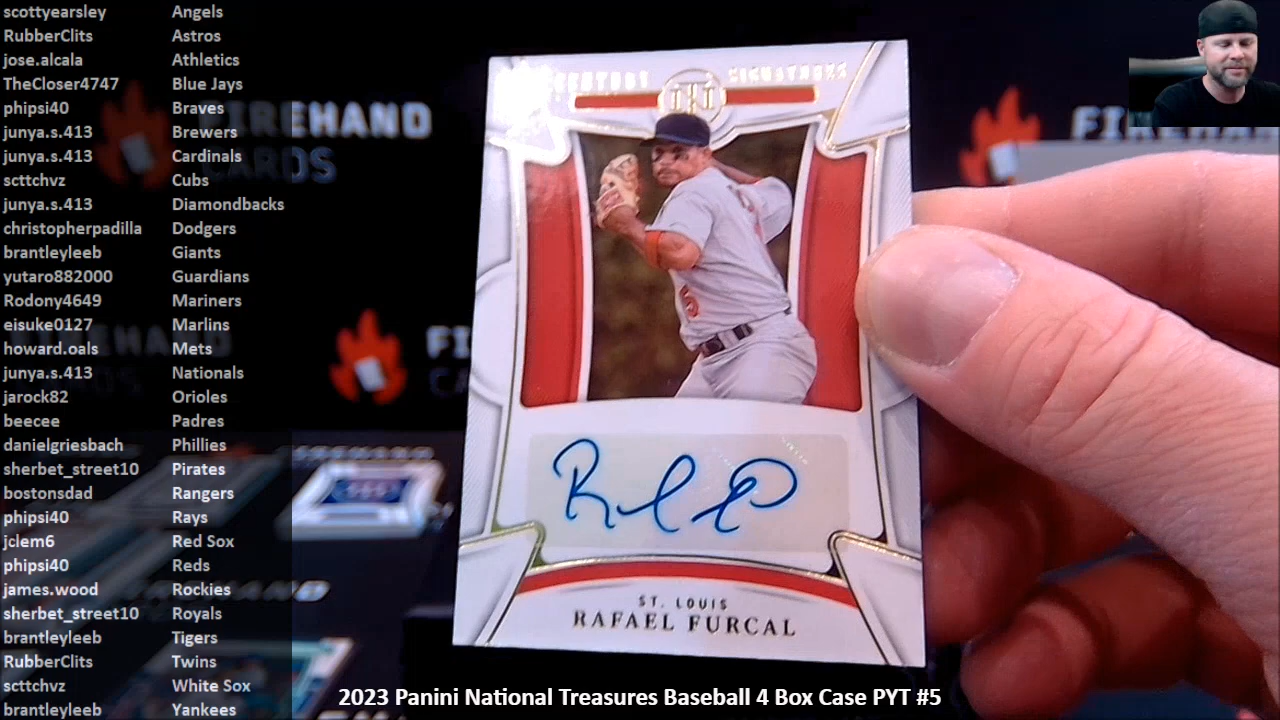 scottyearsley Angels
RubberClits Astros
jose.alcala Athletics
TheCloser4747 Blue Jays
phipsi40 Braves
junya.s.413 Brewers
junya.s.413 Cardinals
scttchvz Cubs
junya.s.413 Diamondbacks
christopherpadilla Dodgers
brantleyleeb Giants
yutaro882000 Guardians
Rodony4649 Mariners
eisuke0127 Marlins
howard.oals Mets
junya.s.413 Nationals
jarock82 Orioles
beecee Padres
danielgriesbach Phillies
sherbet_street10 Pirates
bostonsdad Rangers
phipsi40 Rays
jclem6 Red Sox
phipsi40 Reds
james.wood Rockies
sherbet_street10 Royals
brantleyleeb Tigers
RubberClits Twins
scttchvz White Sox
brantleyleeb Yankees
FIREHAND
CARDS
SIGNATURES
5
ST. LOUIS
RAFAEL FURCAL
2023 Panini National Treasures Baseball 4 Box Case PYT #5